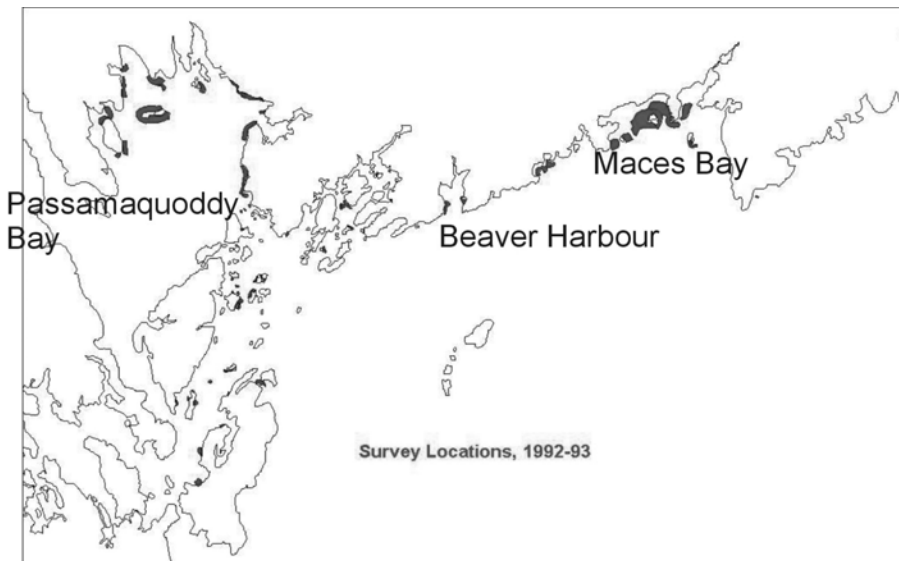 Maces Bay
Passamaquoddy
Bay
Beaver Harbour
Survey Locations, 1992-93